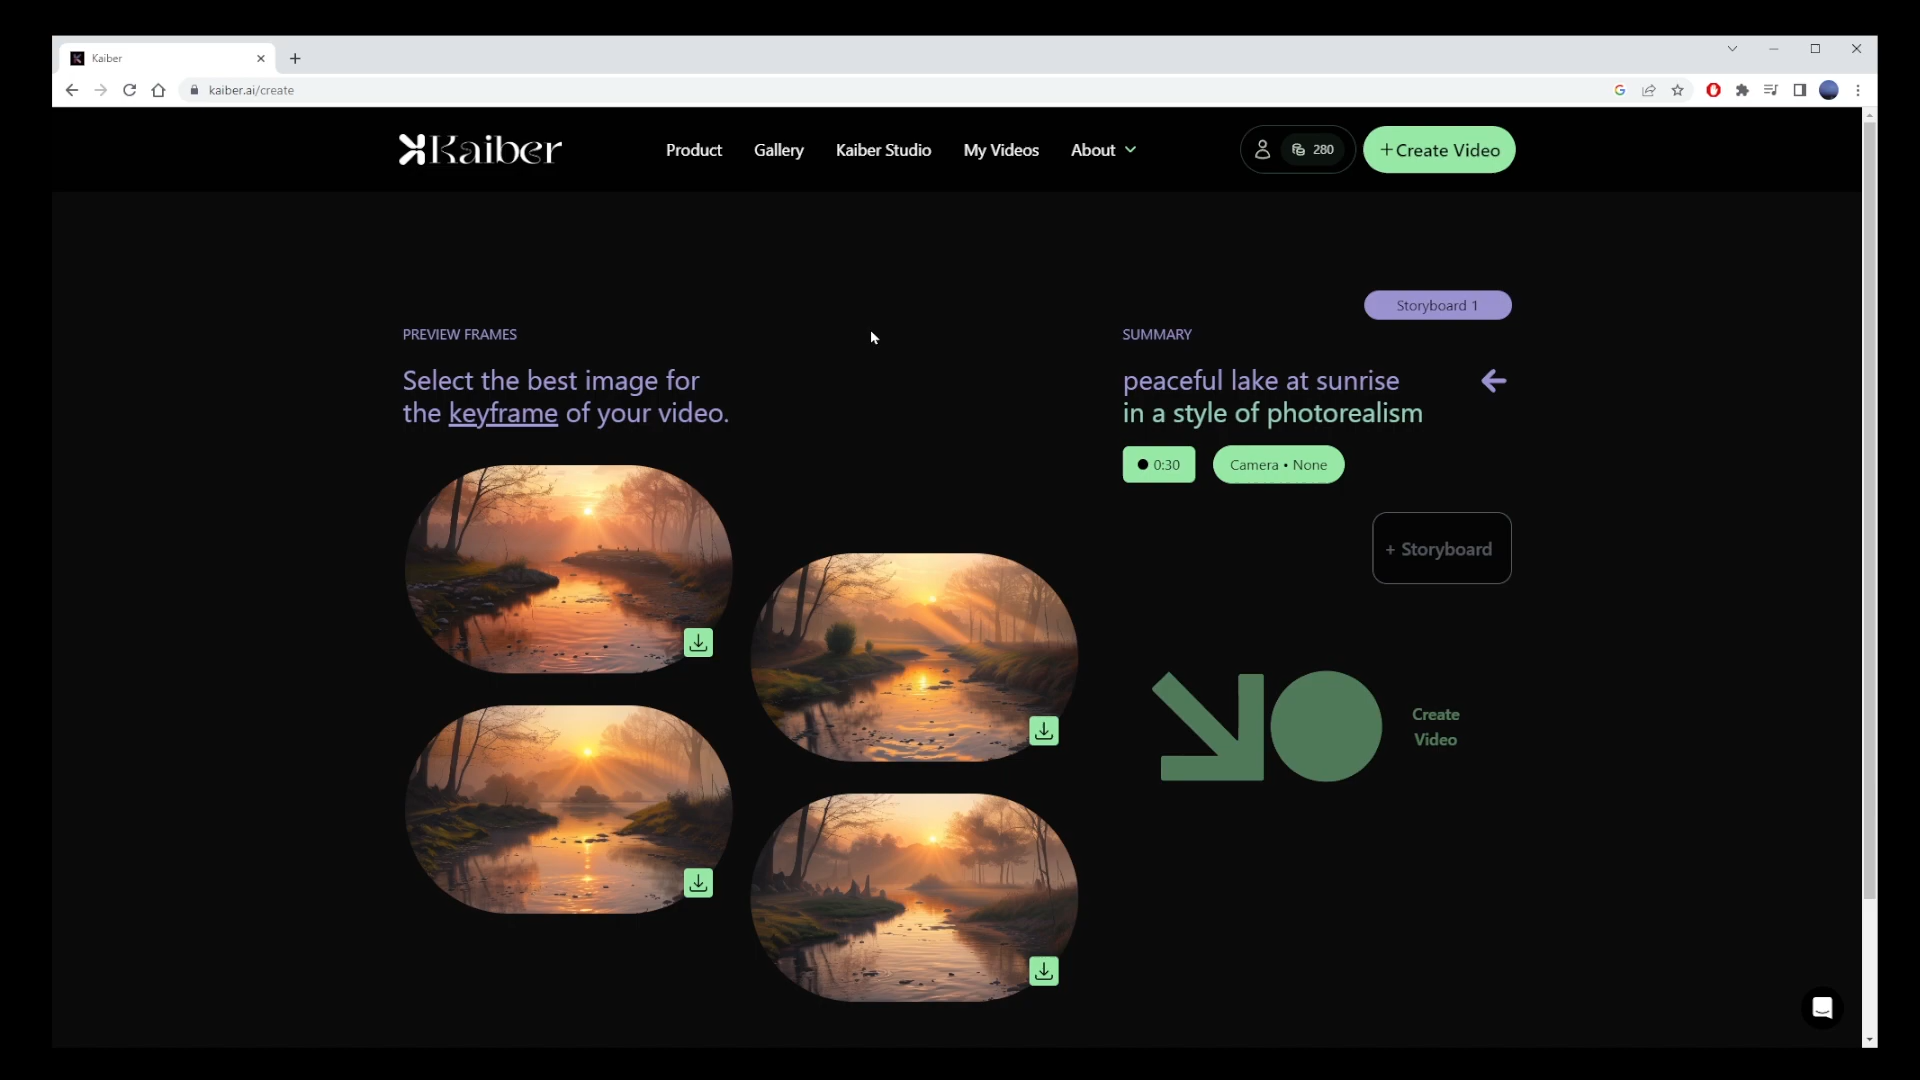 Kaiber
kaiber.ai/create
Kaiber
Product
Gallery
Kaiber Studio
My Videos
About
280
+Create Video
Storyboard 1
PREVIEW FRAMES
Select the best image for
the keyframe of your video.
SUMMARY
peaceful lake at sunrise
in a style of photorealism
0:30
Camera • None
+ Storyboard
Create
Video